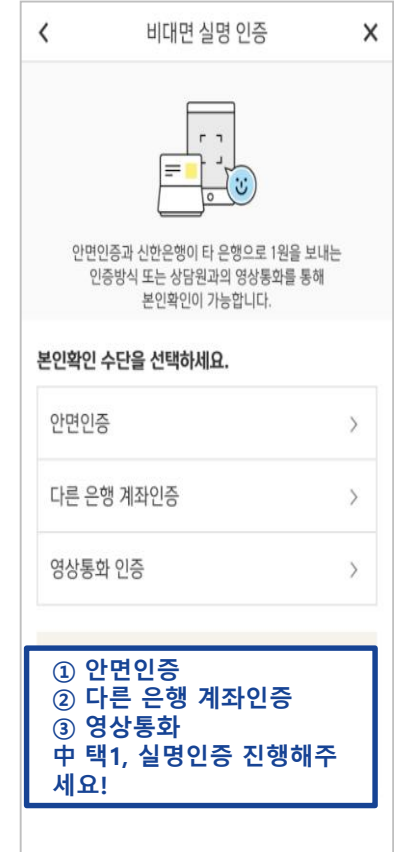 비대면 실명 인증
안면인증과 신한은행이 타 은행으로 1원을 보내는
인증방식 또는 상담원과의 영상통화를 통해
본인확인이 가능합니다.
본인확인 수단을 선택하세요.
안면인증
다른 은행 계좌인증
영상통화 인증
① 안면인증
② 다른 은행 계좌인증
③ 영상통화
中 택1, 실명인증 진행해주
세요!